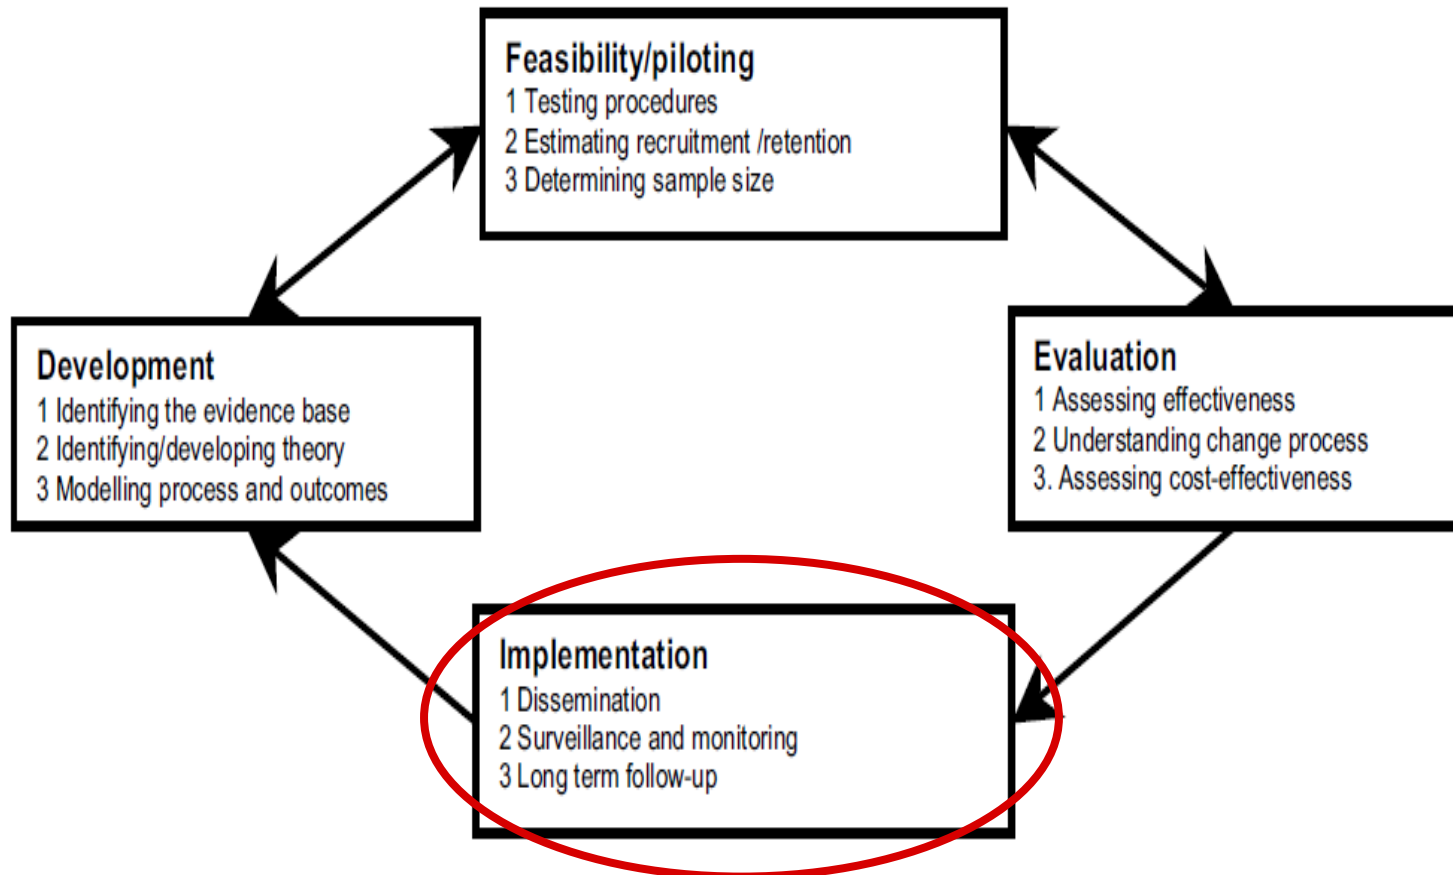 Feasibility/piloting
1 Testing procedures
2 Estimating recruitment /retention
3 Determining sample size
Development
1 Identifying the evidence base
2 Identifying/developing theory
3 Modelling process and outcomes
Evaluation
1 Assessing effectiveness
2 Understanding change process
3. Assessing cost-effectiveness
Implementation
1 Dissemination
2 Surveillance and monitoring
3 Long term follow-up